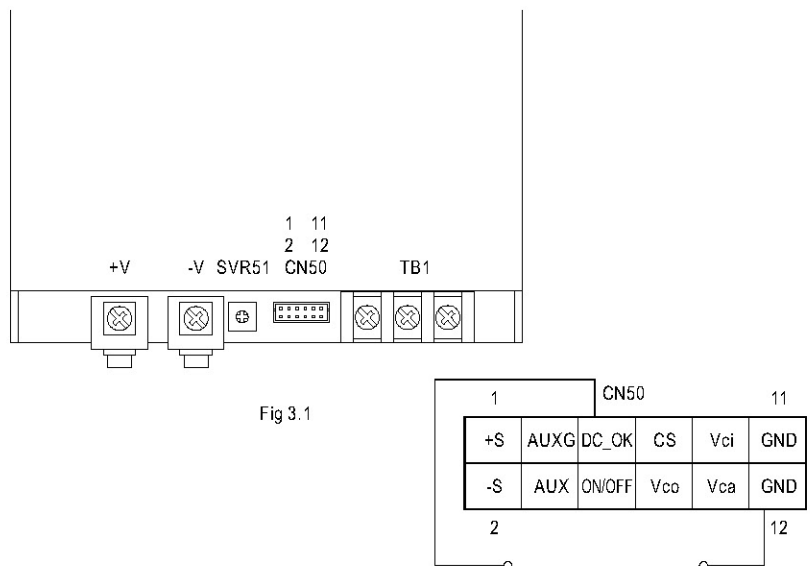 1 11
2 12
+V -V SVR51 CN50 TB1
Fig 3.1
1 CN50 11
+S AUXG DC_OK CS Vci GND
-S AUX ON/OFF Vco Vca GND
2 12